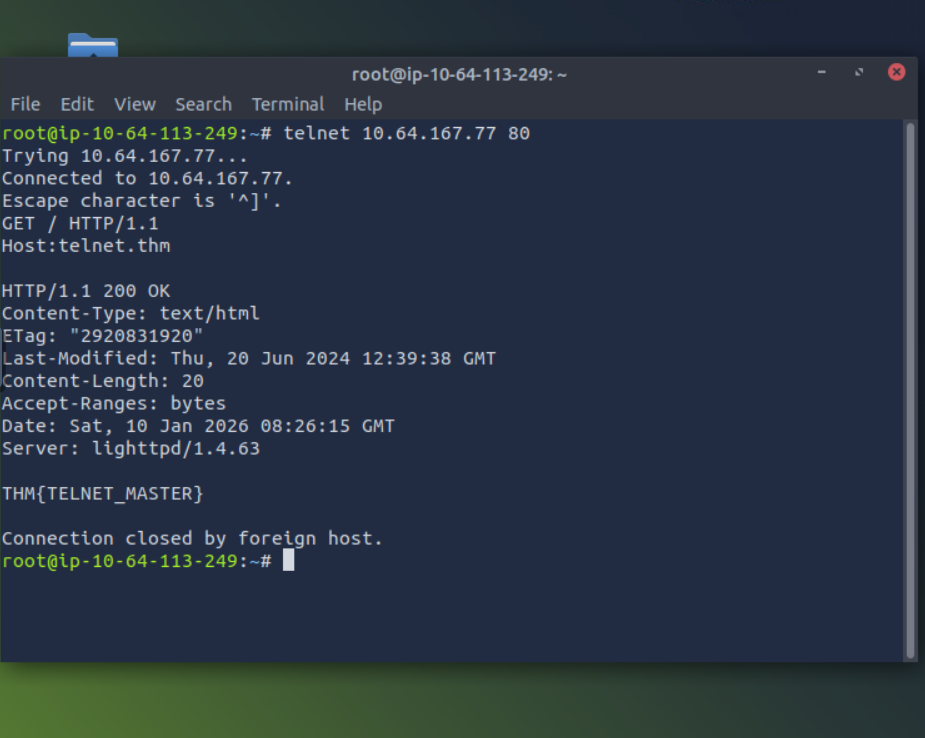 root@ip-10-64-113-249: ~
File Edit View Search Terminal Help
root@ip-10-64-113-249:~# telnet 10.64.167.77 80
Trying 10.64.167.77...
Connected to 10.64.167.77.
Escape character is '^]'.
GET / HTTP/1.1
Host:telnet.thm
HTTP/1.1 200 OK
Content-Type: text/html
ETag: "2920831920"
Last-Modified: Thu, 20 Jun 2024 12:39:38 GMT
Content-Length: 20
Accept-Ranges: bytes
Date: Sat, 10 Jan 2026 08:26:15 GMT
Server: lighttpd/1.4.63
THM{TELNET_MASTER}
Connection closed by foreign host.
root@ip-10-64-113-249:~#